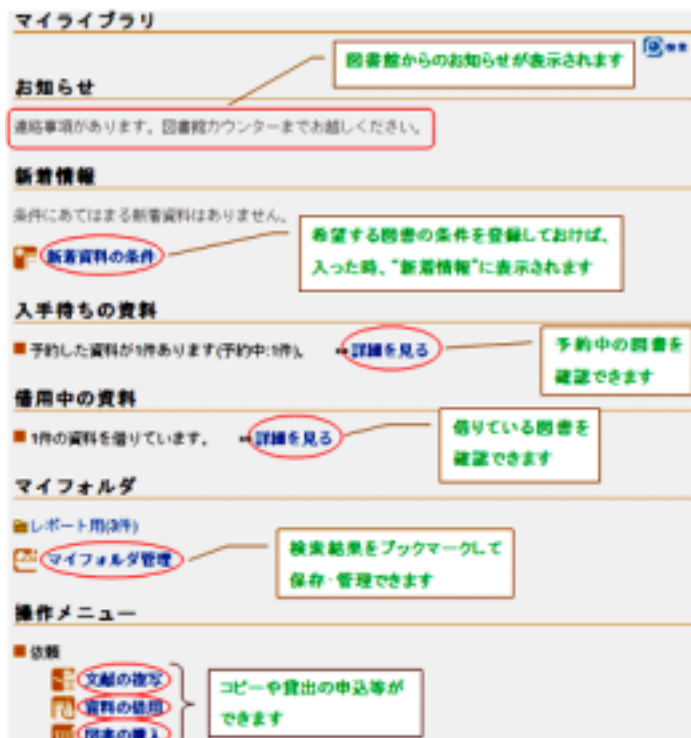 マイライブラリ
図書館からのお知らせが表示されます
お知らせ
連絡事項があります。図書館カウンターまでお越しください。
新着情報
条件にあてはまる新着資料はありません。
新着資料の条件
希望する図書の条件を登録しておけば、
入った時、"新着情報"に表示されます
入手待ちの資料
予約した資料が1件あります(予約中:1件)。 詳細を見る
予約中の図書を
確認できます
借用中の資料
1件の資料を借りています。 詳細を見る
借りている図書を
確認できます
マイフォルダ
レポート用(3件)
マイフォルダ管理
検索結果をブックマークして
保存・管理できます
操作メニュー
依頼
文献の複写
資料の借用
図書の購入
コピーや貸出の申込等が
できます